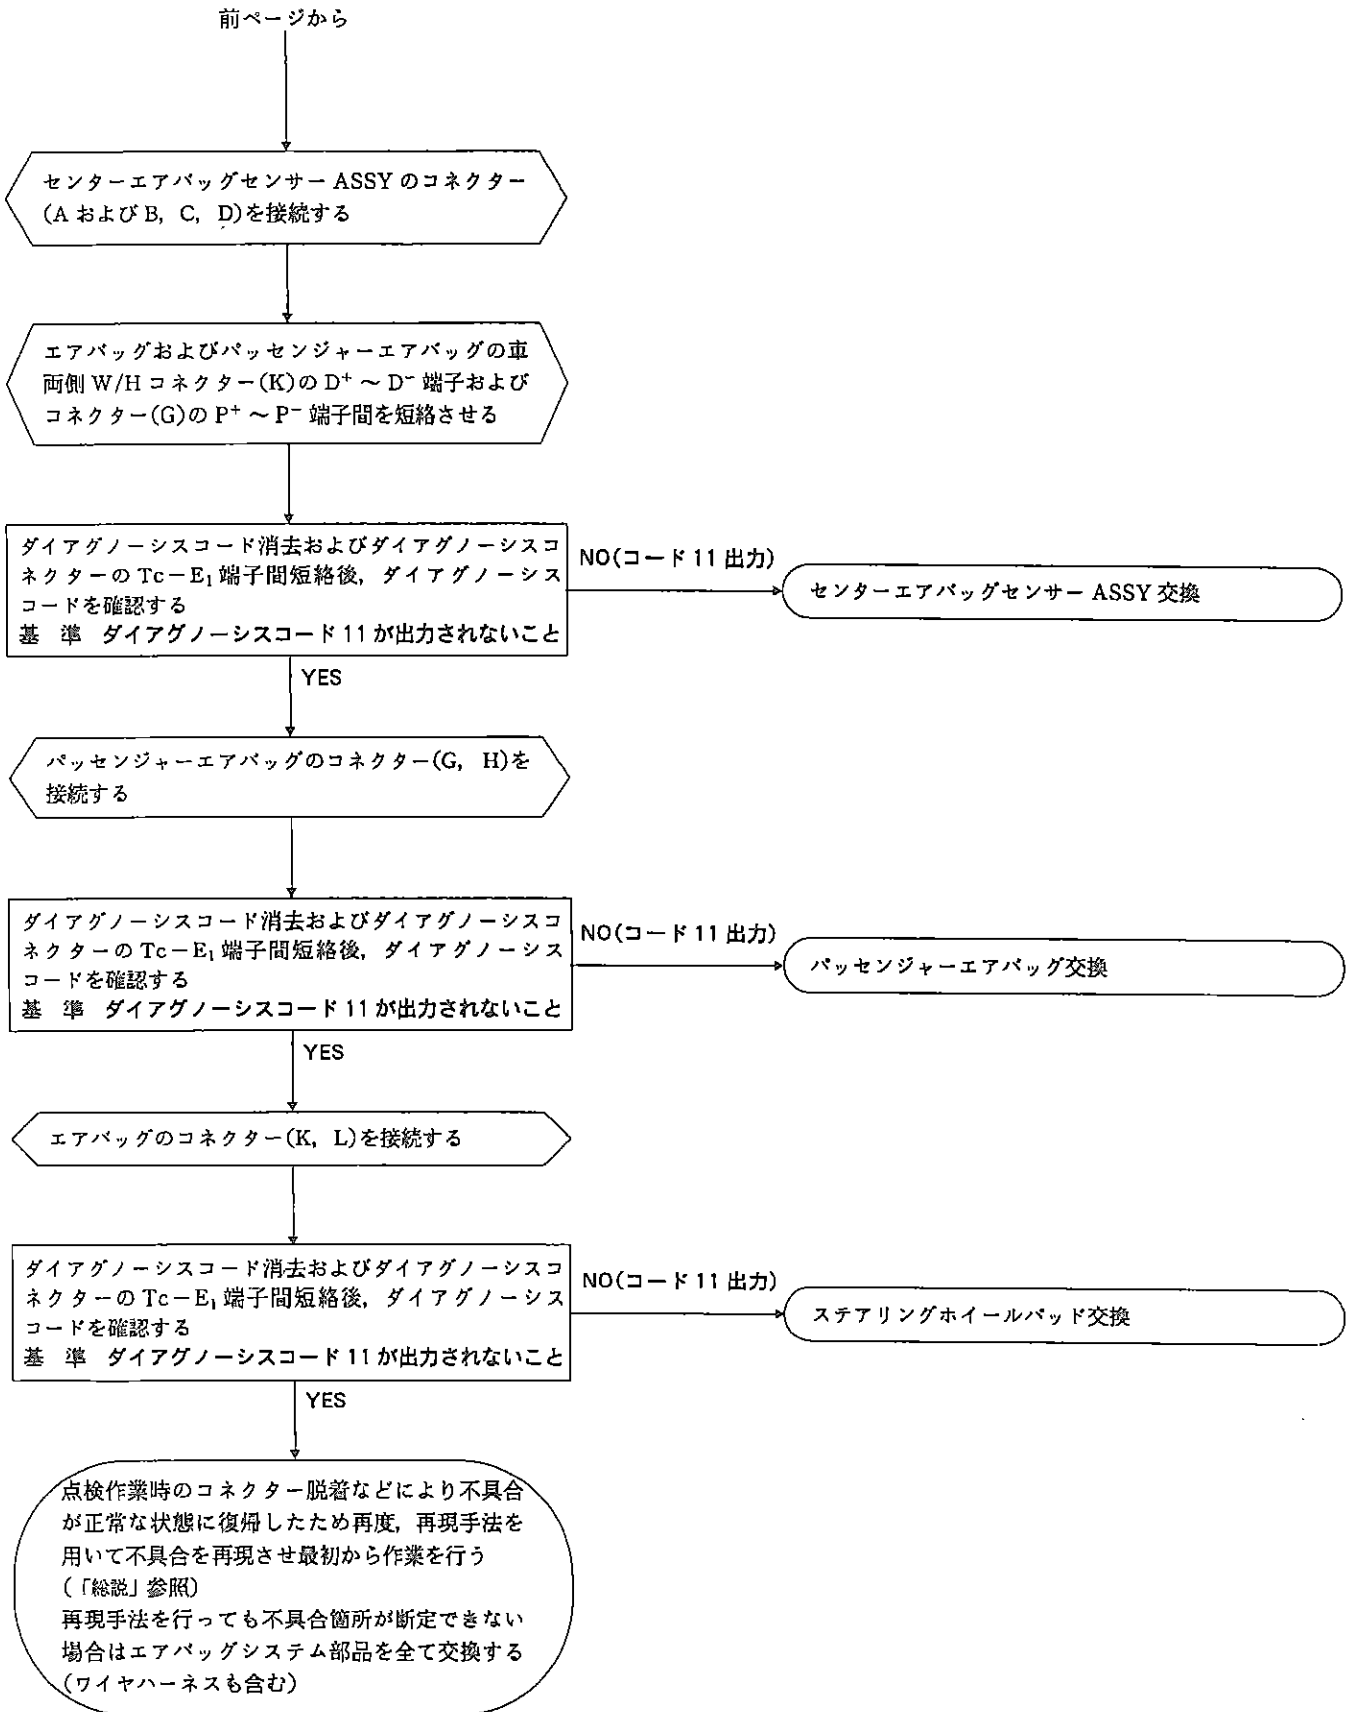 前ページから
センターエアバッグセンサー ASSY のコネクター
(A および B, C, D)を接続する
エアバッグおよびパッセンジャーエアバッグの車
両側 W/H コネクター(K)の D⁺ ～ D⁻ 端子および
コネクター(G)の P⁺ ～ P⁻ 端子間を短絡させる
ダイアグノーシスコード消去およびダイアグノーシスコ
ネクターの Tc－E₁ 端子間短絡後, ダイアグノーシス
コードを確認する
基　準　ダイアグノーシスコード 11 が出力されないこと
NO(コード 11 出力)
センターエアバッグセンサー ASSY 交換
YES
パッセンジャーエアバッグのコネクター(G, H)を
接続する
ダイアグノーシスコード消去およびダイアグノーシスコ
ネクターの Tc－E₁ 端子間短絡後, ダイアグノーシス
コードを確認する
基　準　ダイアグノーシスコード 11 が出力されないこと
NO(コード 11 出力)
パッセンジャーエアバッグ交換
YES
エアバッグのコネクター(K, L)を接続する
ダイアグノーシスコード消去およびダイアグノーシスコ
ネクターの Tc－E₁ 端子間短絡後, ダイアグノーシス
コードを確認する
基　準　ダイアグノーシスコード 11 が出力されないこと
NO(コード 11 出力)
ステアリングホイールパッド交換
YES
点検作業時のコネクター脱着などにより不具合
が正常な状態に復帰したため再度, 再現手法を
用いて不具合を再現させ最初から作業を行う
(「総説」参照)
再現手法を行っても不具合箇所が断定できない
場合はエアバッグシステム部品を全て交換する
(ワイヤハーネスも含む)